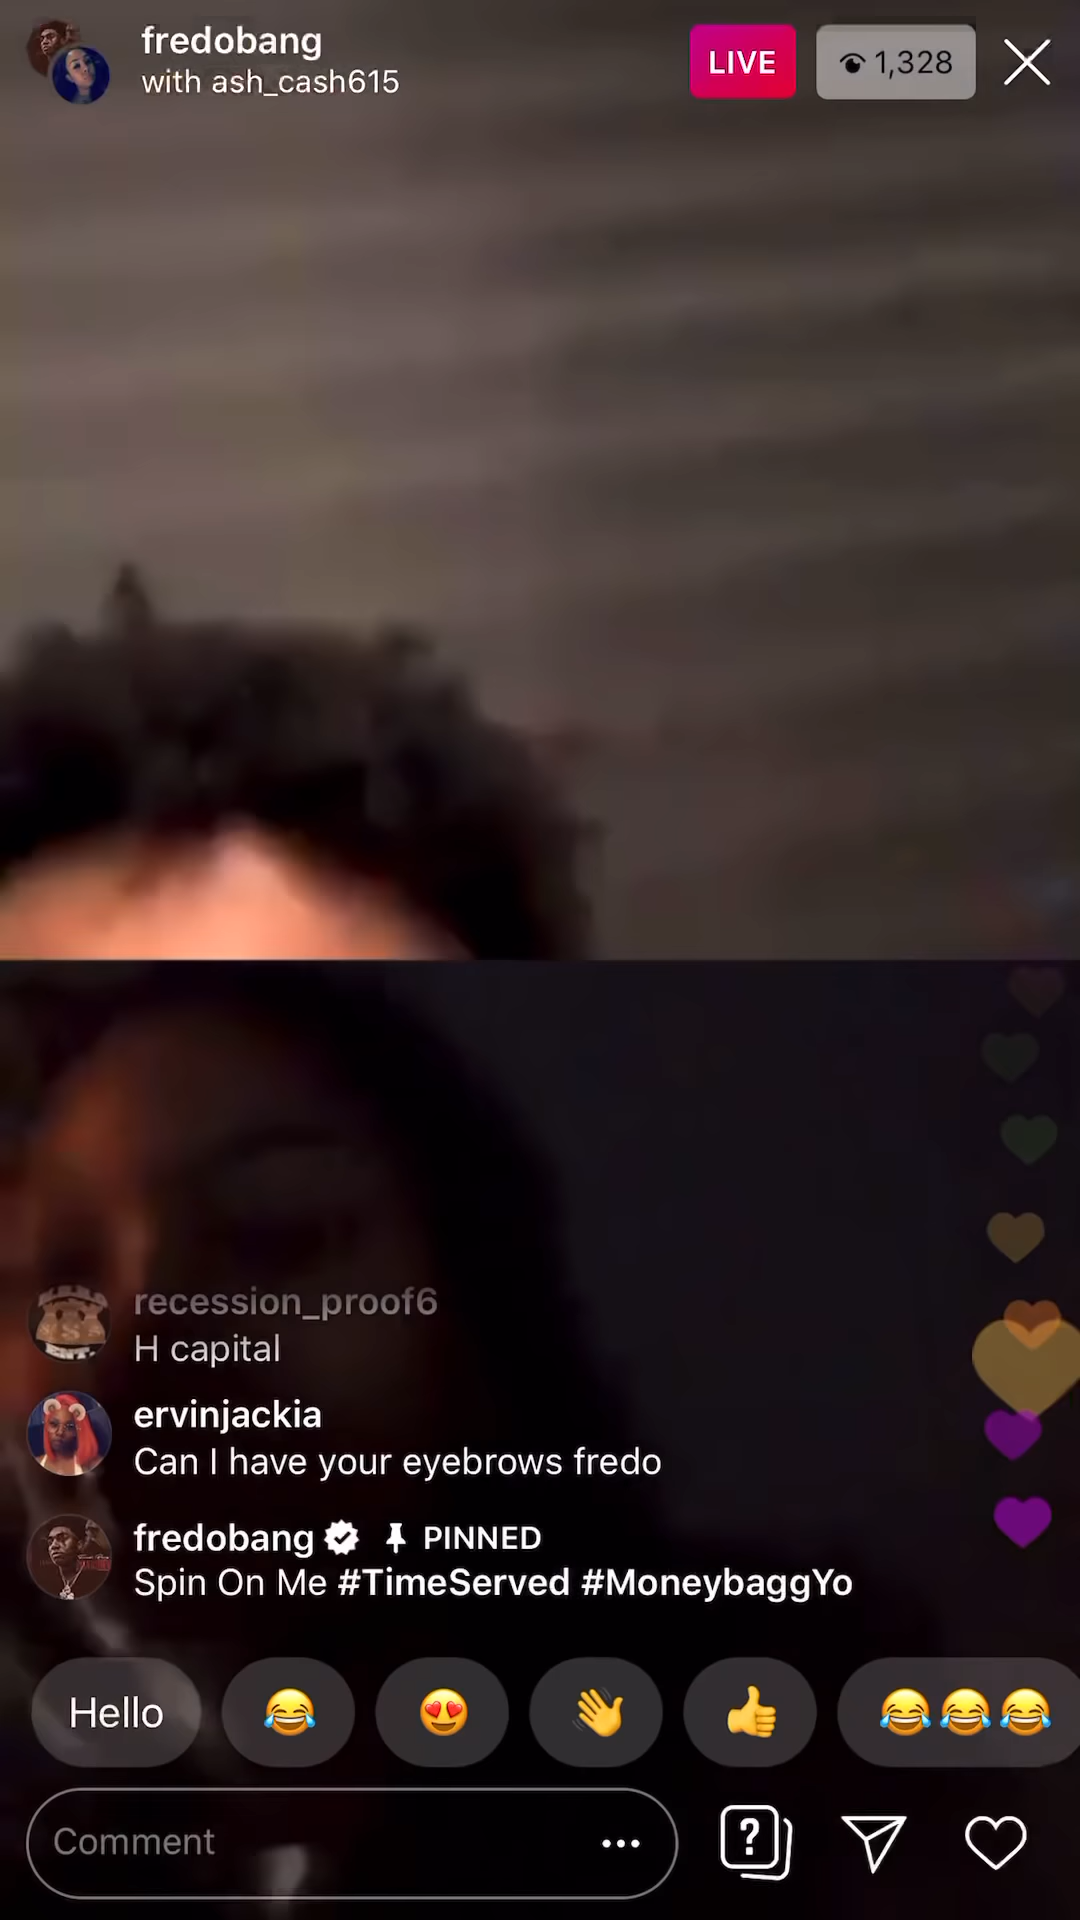 fredobang
with ash_cash615
LIVE
1,328
recession_proof6
H capital
ervinjackia
Can I have your eyebrows fredo
fredobang PINNED
Spin On Me #TimeServed #MoneybaggYo
Hello 😂 😍 👋 👍 😂😂😂
Comment